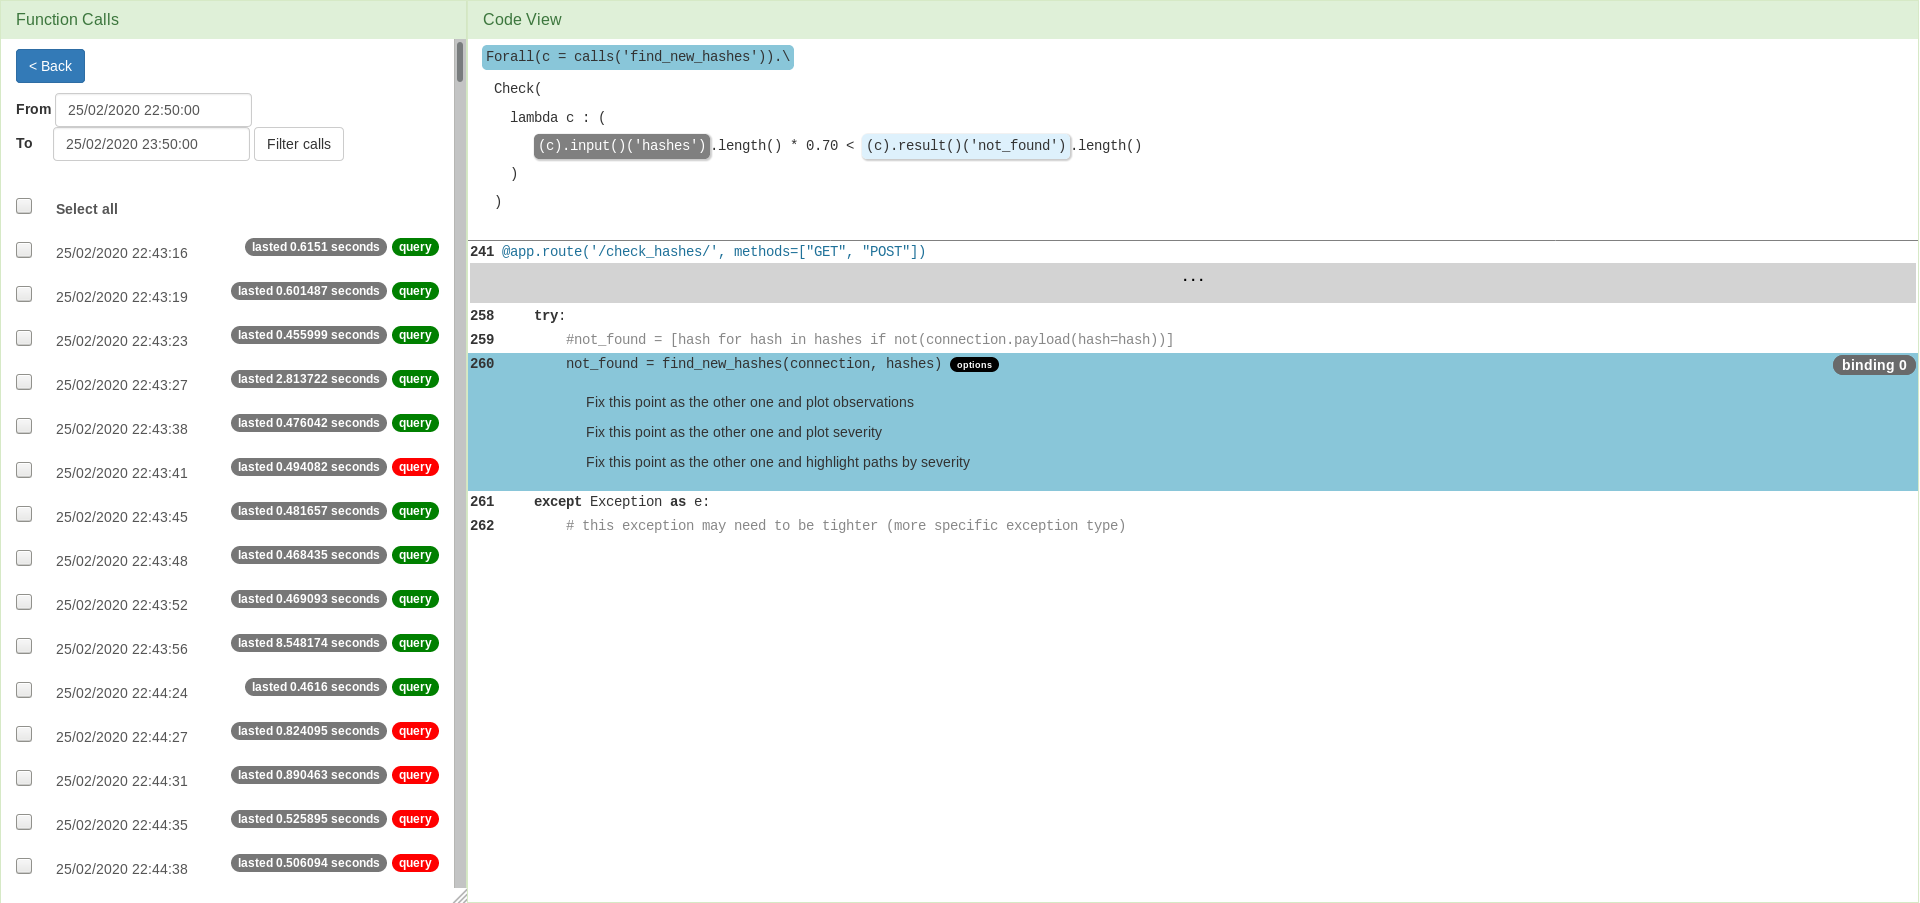 Function Calls
< Back
From 25/02/2020 22:50:00
To 25/02/2020 23:50:00 Filter calls
Select all
25/02/2020 22:43:16 lasted 0.6151 seconds query
25/02/2020 22:43:19 lasted 0.601487 seconds query
25/02/2020 22:43:23 lasted 0.455999 seconds query
25/02/2020 22:43:27 lasted 2.813722 seconds query
25/02/2020 22:43:38 lasted 0.476042 seconds query
25/02/2020 22:43:41 lasted 0.494082 seconds query
25/02/2020 22:43:45 lasted 0.481657 seconds query
25/02/2020 22:43:48 lasted 0.468435 seconds query
25/02/2020 22:43:52 lasted 0.469093 seconds query
25/02/2020 22:43:56 lasted 8.548174 seconds query
25/02/2020 22:44:24 lasted 0.4616 seconds query
25/02/2020 22:44:27 lasted 0.824095 seconds query
25/02/2020 22:44:31 lasted 0.890463 seconds query
25/02/2020 22:44:35 lasted 0.525895 seconds query
25/02/2020 22:44:38 lasted 0.506094 seconds query
Code View
Forall(c = calls('find_new_hashes')).\
Check(
lambda c : (
(c).input()('hashes').length() * 0.70 < (c).result()('not_found').length()
)
)
241 @app.route('/check_hashes/', methods=["GET", "POST"])
...
258 try:
259 #not_found = [hash for hash in hashes if not(connection.payload(hash=hash))]
260 not_found = find_new_hashes(connection, hashes) options binding 0
Fix this point as the other one and plot observations
Fix this point as the other one and plot severity
Fix this point as the other one and highlight paths by severity
261 except Exception as e:
262 # this exception may need to be tighter (more specific exception type)